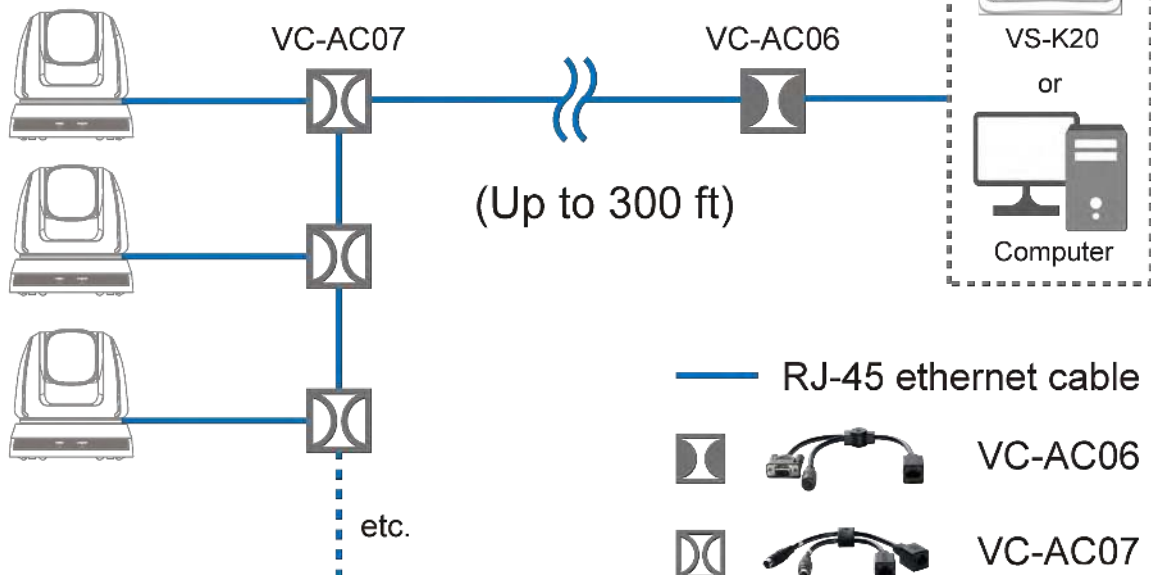 VC-AC07
VC-AC06
VS-K20
or
(Up to 300 ft)
Computer
RJ-45 ethernet cable
VC-AC06
etc.
VC-AC07